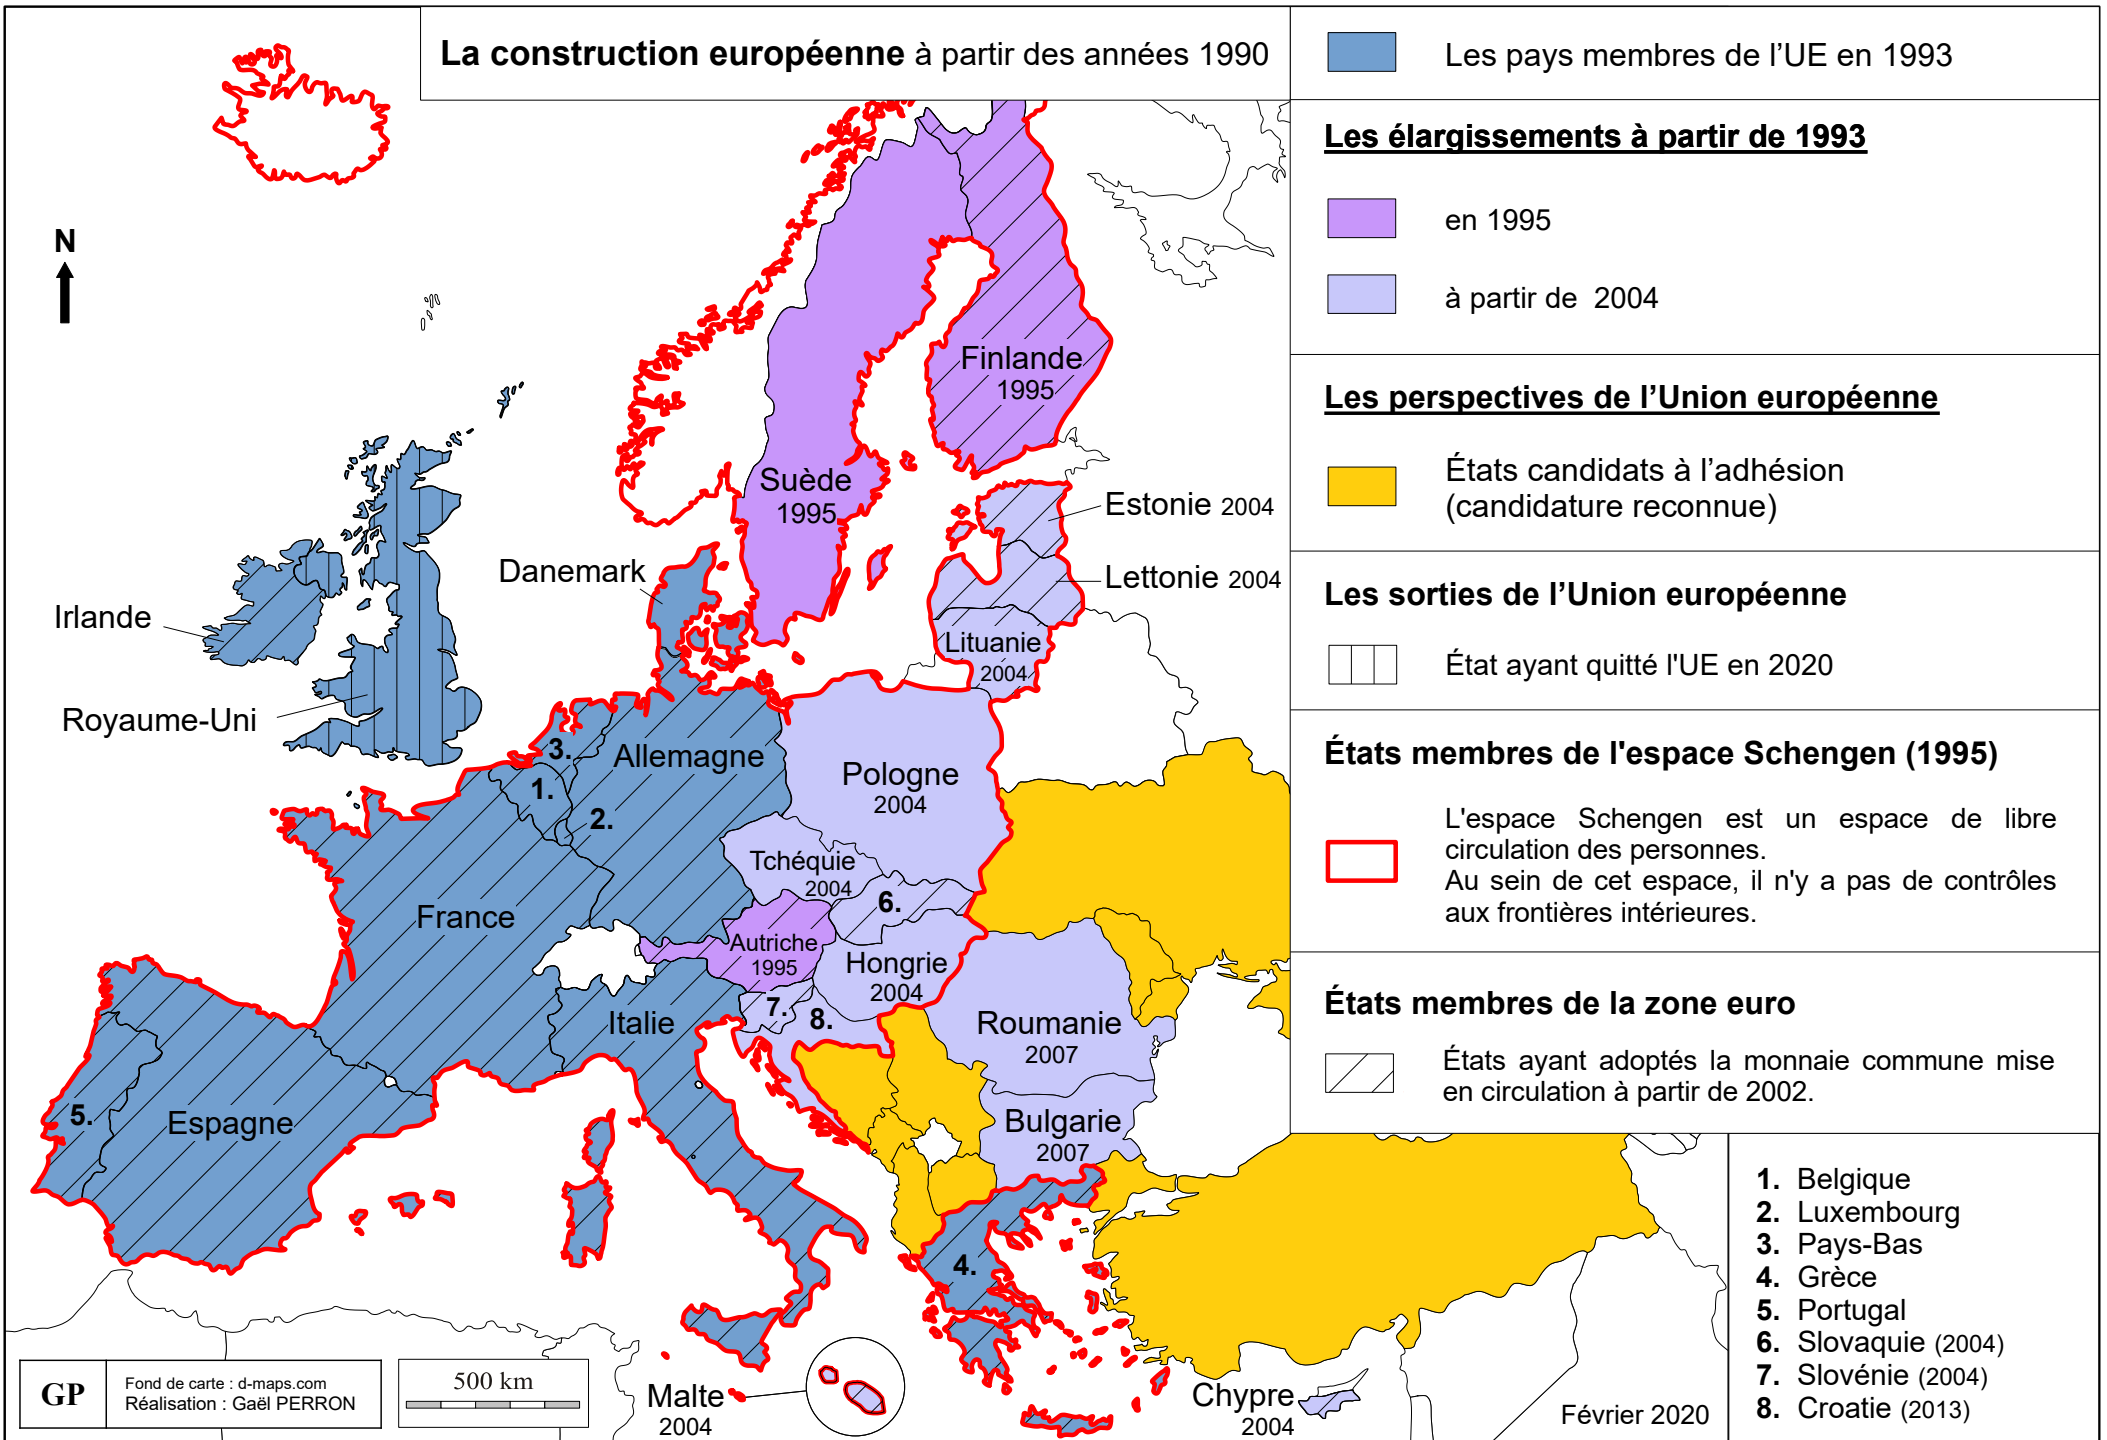 La construction européenne à partir des années 1990
Les pays membres de l'UE en 1993
Les élargissements à partir de 1993
en 1995
à partir de 2004
Les perspectives de l’Union européenne
États candidats à l’adhésion
(candidature reconnue)
Les sorties de l’Union européenne
État ayant quitté l'UE en 2020
États membres de l'espace Schengen (1995)
L'espace Schengen est un espace de libre
circulation des personnes.
Au sein de cet espace, il n'y a pas de contrôles
aux frontières intérieures.
États membres de la zone euro
États ayant adoptés la monnaie commune mise
en circulation à partir de 2002.
1. Belgique
2. Luxembourg
3. Pays-Bas
4. Grèce
5. Portugal
6. Slovaquie (2004)
7. Slovénie (2004)
8. Croatie (2013)
N
Finlande
1995
Suède
1995
Estonie 2004
Lettonie 2004
Lituanie
2004
Danemark
Irlande
Royaume-Uni
3.
1.
2.
Allemagne
Pologne
2004
Tchéquie
2004
6.
France
Autriche
1995
Hongrie
2004
7.
8.
Italie
Roumanie
2007
5.
Espagne
Bulgarie
2007
4.
Malte
2004
Chypre
2004
Février 2020
GP
Fond de carte : d-maps.com
Réalisation : Gaël PERRON
500 km